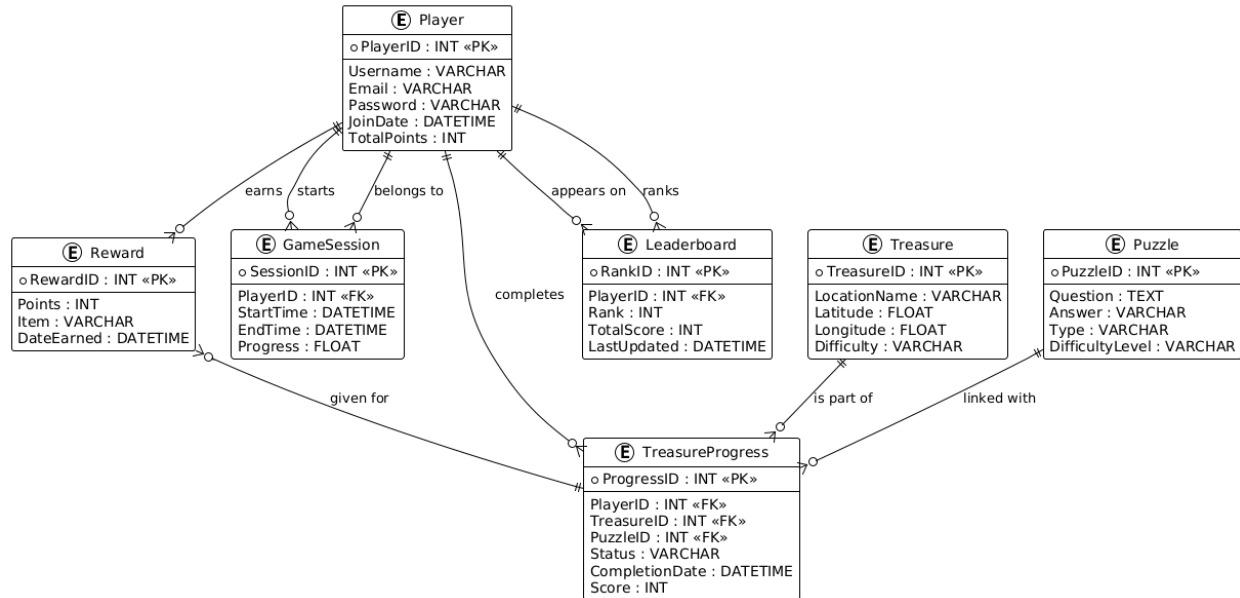 E Player
PlayerID : INT «PK»
Username : VARCHAR
Email : VARCHAR
Password : VARCHAR
JoinDate : DATETIME
TotalPoints : INT
earns
starts
belongs to
appears on
ranks
E Reward
RewardID : INT «PK»
Points : INT
Item : VARCHAR
DateEarned : DATETIME
E GameSession
SessionID : INT «PK»
PlayerID : INT «FK»
StartTime : DATETIME
EndTime : DATETIME
Progress : FLOAT
completes
E Leaderboard
RankID : INT «PK»
PlayerID : INT «FK»
Rank : INT
TotalScore : INT
LastUpdated : DATETIME
E Treasure
TreasureID : INT «PK»
LocationName : VARCHAR
Latitude : FLOAT
Longitude : FLOAT
Difficulty : VARCHAR
E Puzzle
PuzzleID : INT «PK»
Question : TEXT
Answer : VARCHAR
Type : VARCHAR
DifficultyLevel : VARCHAR
given for
is part of
linked with
E TreasureProgress
ProgressID : INT «PK»
PlayerID : INT «FK»
TreasureID : INT «FK»
PuzzleID : INT «FK»
Status : VARCHAR
CompletionDate : DATETIME
Score : INT